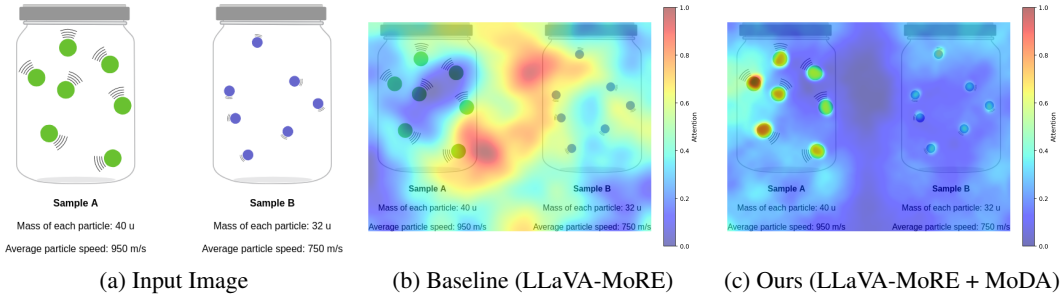 Sample A
Sample B
Mass of each particle: 40 u
Mass of each particle: 32 u
Average particle speed: 950 m/s
Average particle speed: 750 m/s
(a) Input Image
Sample A
Sample B
Mass of each particle: 40 u
Mass of each particle: 32 u
Average particle speed: 950 m/s
Average particle speed: 750 m/s
1.0
0.8
0.6
0.4
0.2
0.0
Attention
(b) Baseline (LLaVA-MoRE)
Sample A
Sample B
Mass of each particle: 40 u
Mass of each particle: 32 u
Average particle speed: 950 m/s
Average particle speed: 750 m/s
1.0
0.8
0.6
0.4
0.2
0.0
Attention
(c) Ours (LLaVA-MoRE + MoDA)